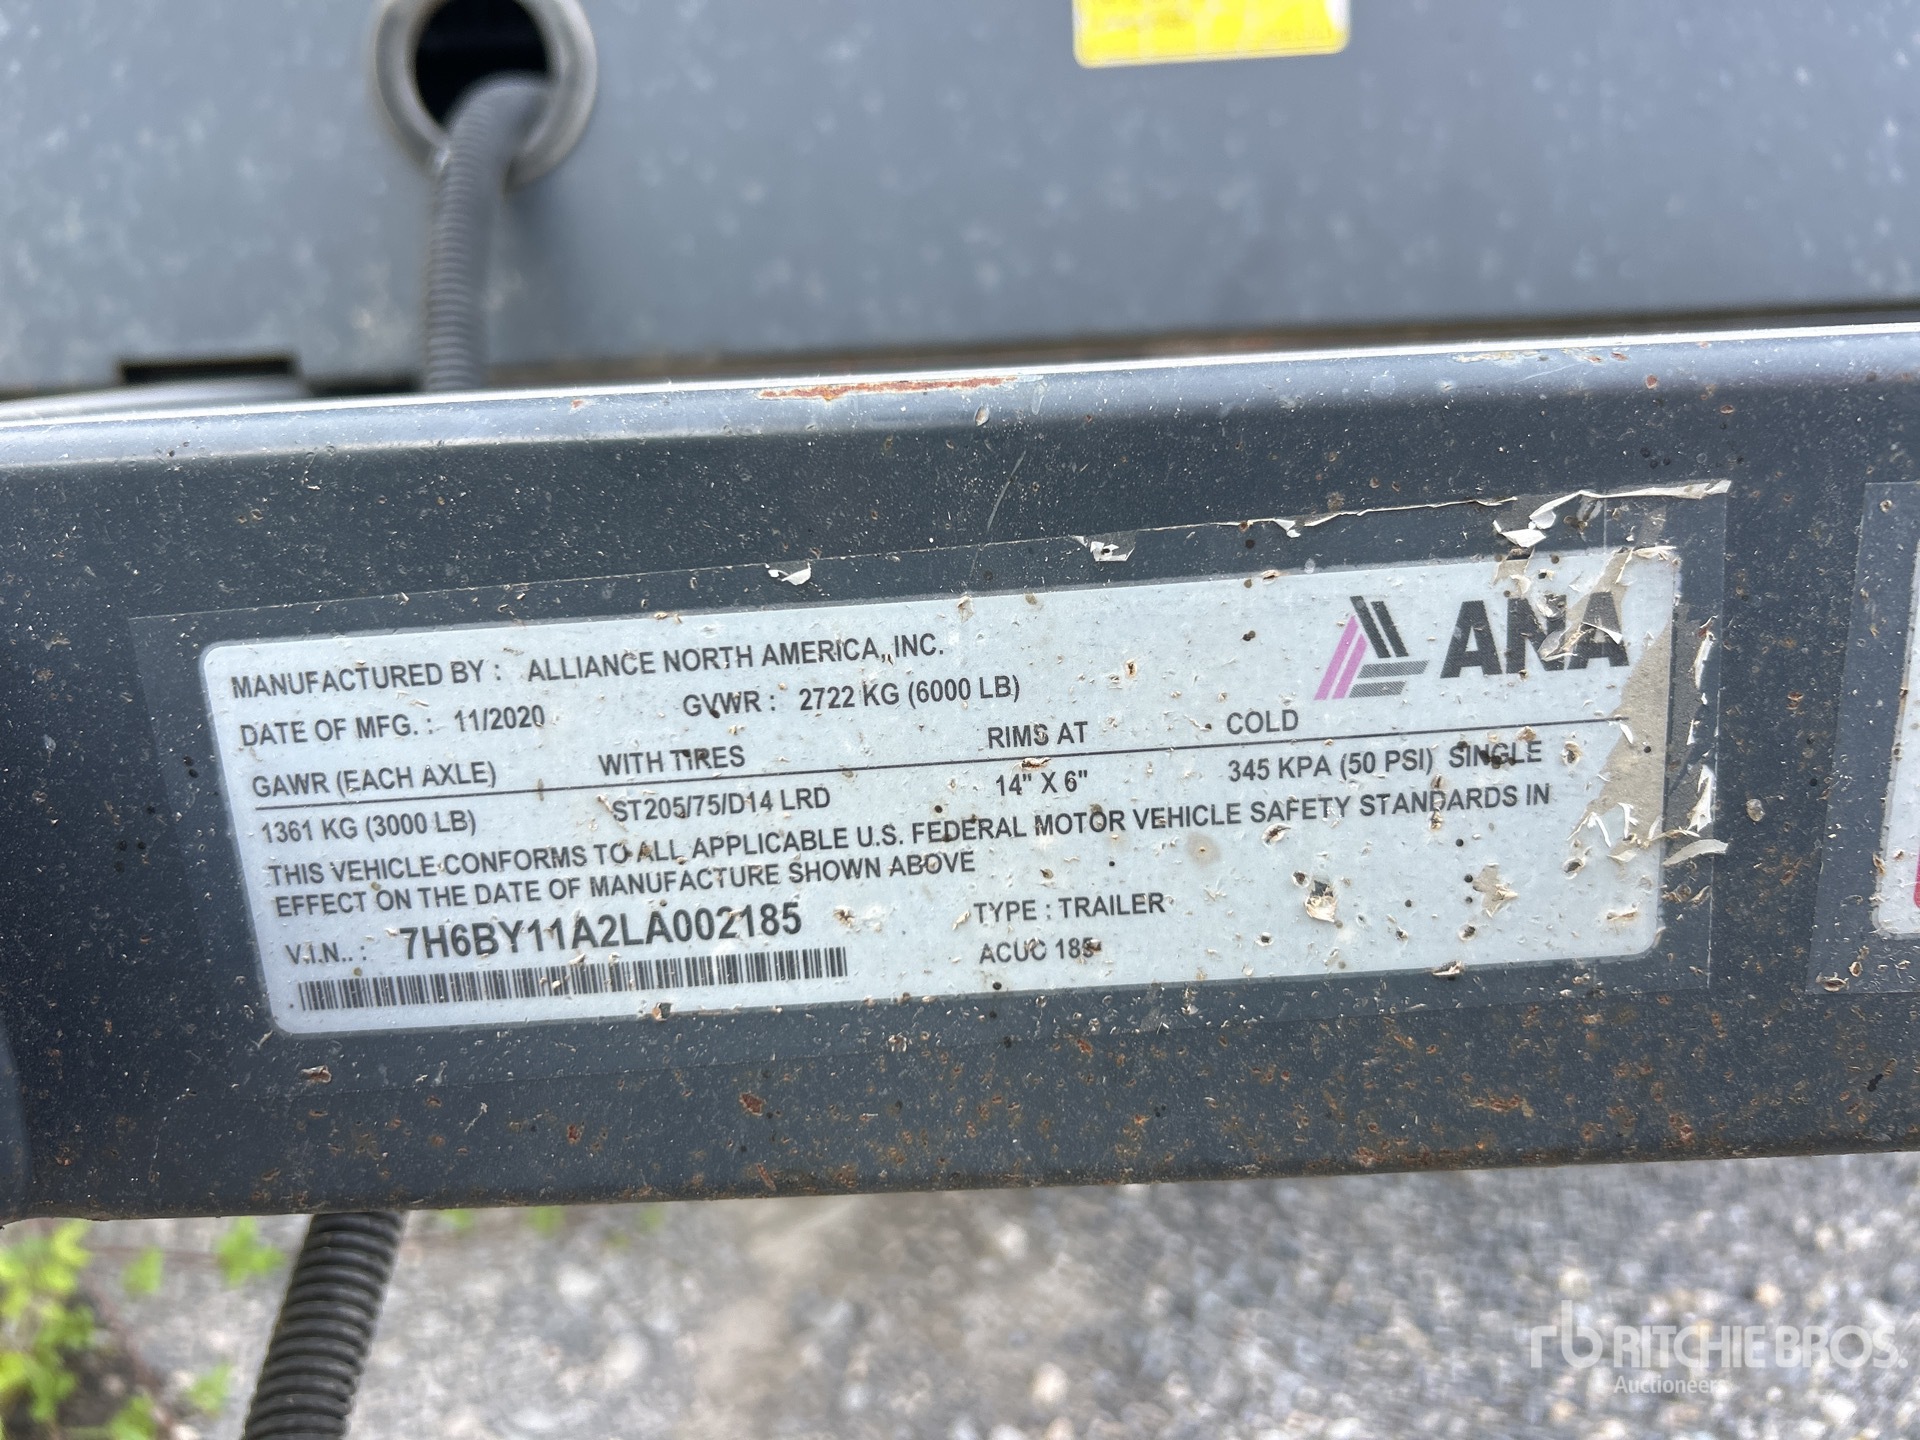 MANUFACTURED BY : ALLIANCE NORTH AMERICA, INC.
ANA
DATE OF MFG. : 11/2020 GVWR : 2722 KG (6000 LB)
GAWR (EACH AXLE) WITH TIRES RIMS AT COLD
1361 KG (3000 LB) ST205/75/D14 LRD 14" X 6" 345 KPA (50 PSI) SINGLE
THIS VEHICLE CONFORMS TO ALL APPLICABLE U.S. FEDERAL MOTOR VEHICLE SAFETY STANDARDS IN
EFFECT ON THE DATE OF MANUFACTURE SHOWN ABOVE
V.I.N.. : 7H6BY11A2LA002185 TYPE : TRAILER
ACUC 185
rb RITCHIE BROS.
Auctioneers